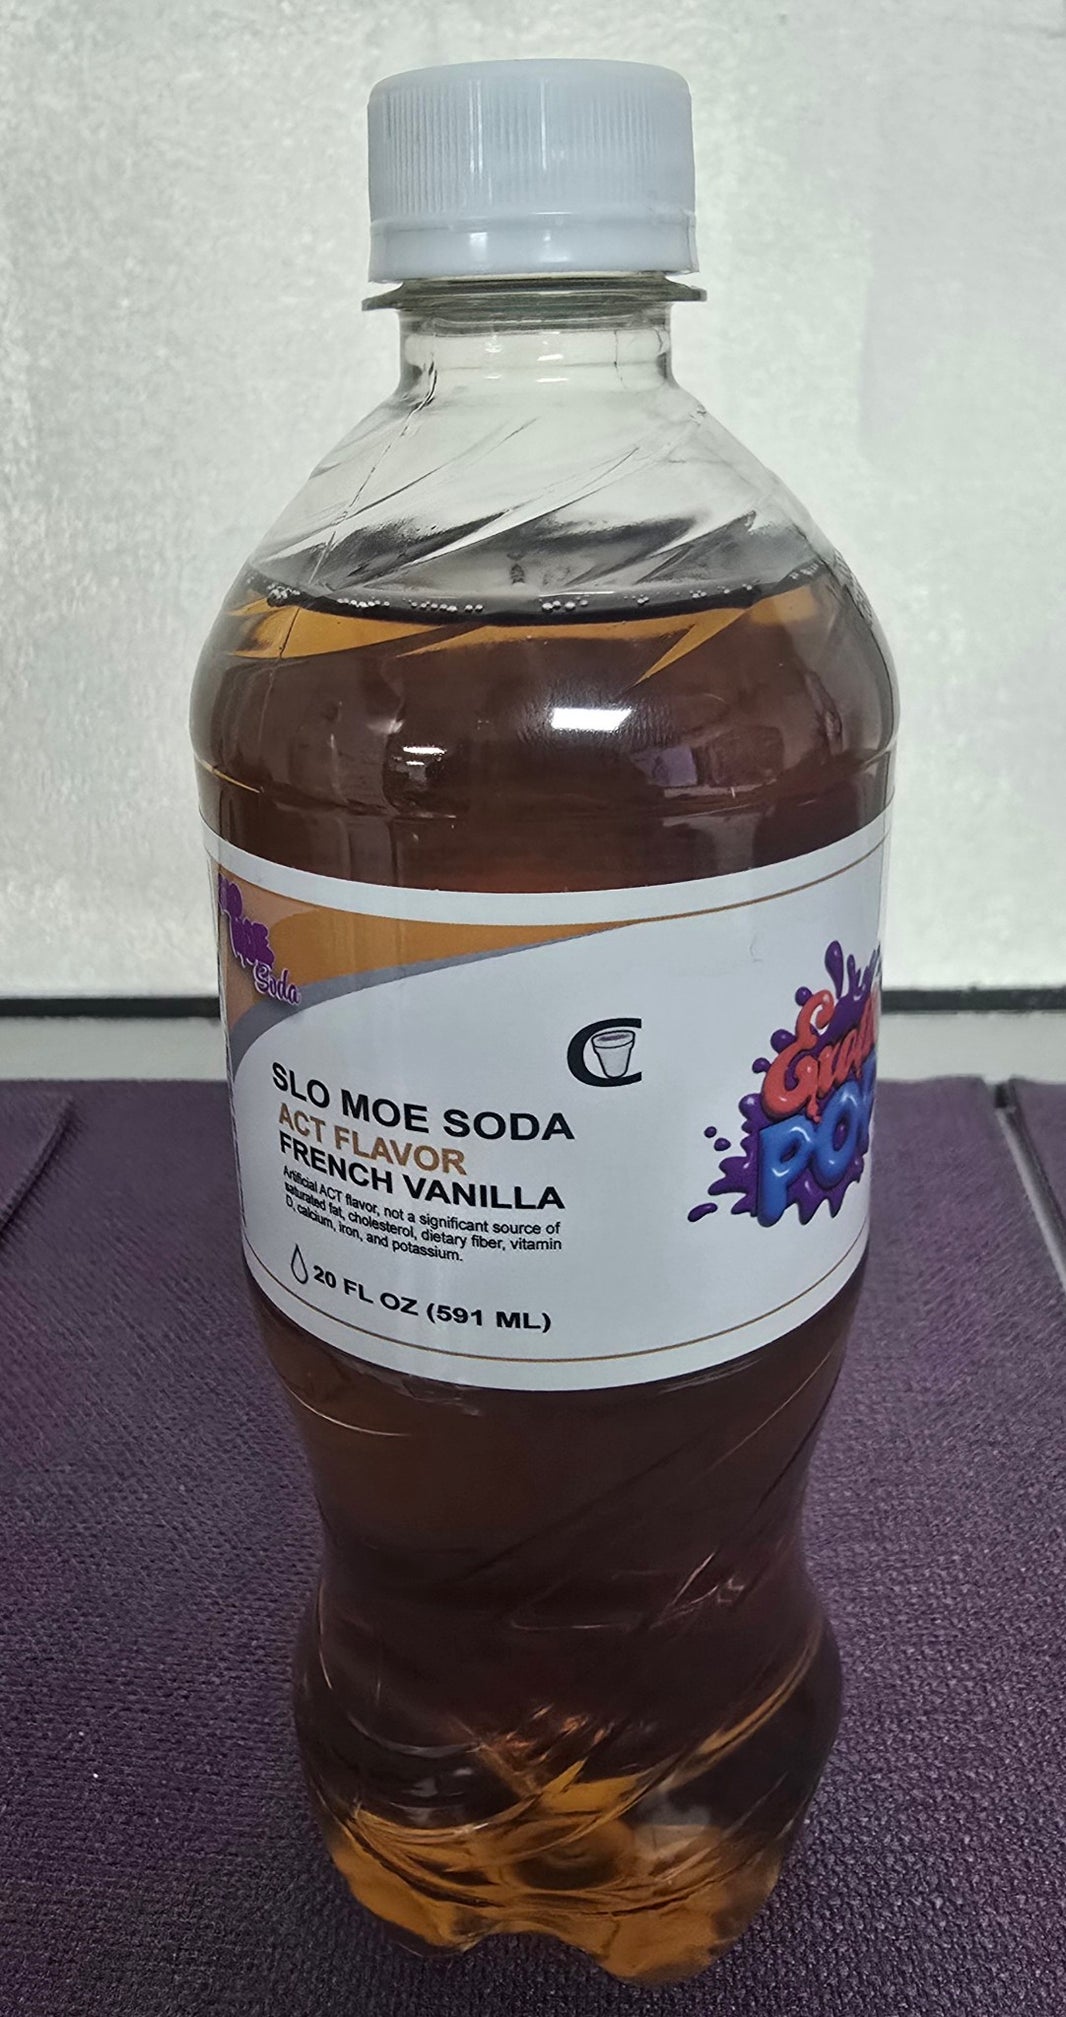 Soda
SLO MOE SODA
ACT FLAVOR
FRENCH VANILLA
Artificial ACT flavor, not a significant source of
saturated fat, cholesterol, dietary fiber, vitamin
D, calcium, iron, and potassium.
20 FL OZ (591 ML)
C